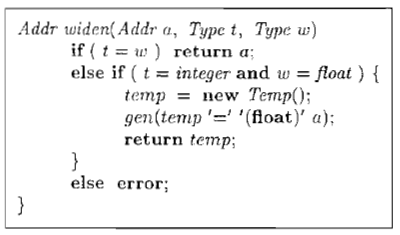 Addr widen(Addr a, Type t, Type w)
if ( t = w ) return a;
else if ( t = integer and w = float ) {
temp = new Temp();
gen(temp '=' '(float)' a);
return temp;
}
else error;
}